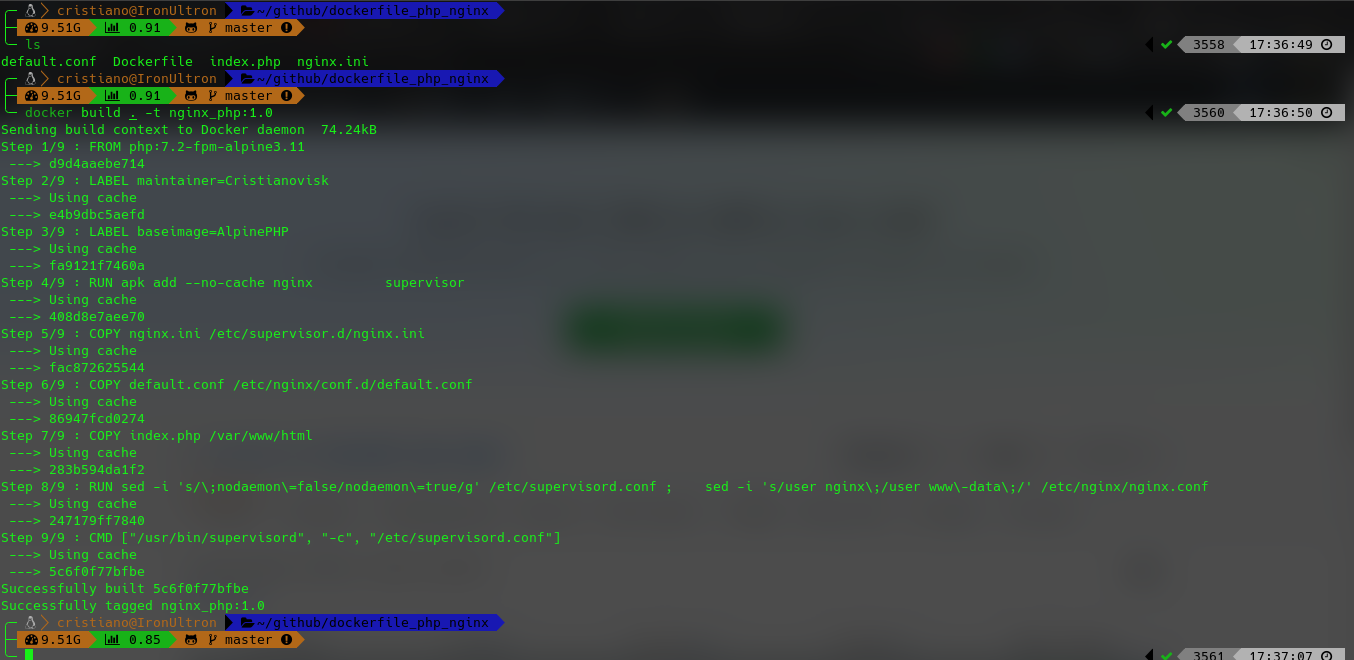 cristiano@IronUltron ~/github/dockerfile_php_nginx
9.51G 0.91 master
ls 3558 17:36:49
default.conf Dockerfile index.php nginx.ini
cristiano@IronUltron ~/github/dockerfile_php_nginx
9.51G 0.91 master
docker build . -t nginx_php:1.0 3560 17:36:50
Sending build context to Docker daemon 74.24kB
Step 1/9 : FROM php:7.2-fpm-alpine3.11
---> d9d4aaebe714
Step 2/9 : LABEL maintainer=Cristianovisk
---> Using cache
---> e4b9dbc5aefd
Step 3/9 : LABEL baseimage=AlpinePHP
---> Using cache
---> fa9121f7460a
Step 4/9 : RUN apk add --no-cache nginx supervisor
---> Using cache
---> 408d8e7aee70
Step 5/9 : COPY nginx.ini /etc/supervisor.d/nginx.ini
---> Using cache
---> fac872625544
Step 6/9 : COPY default.conf /etc/nginx/conf.d/default.conf
---> Using cache
---> 86947fcd0274
Step 7/9 : COPY index.php /var/www/html
---> Using cache
---> 283b594da1f2
Step 8/9 : RUN sed -i 's/\;nodaemon\=false/nodaemon\=true/g' /etc/supervisord.conf ; sed -i 's/user nginx\;/user www\-data\;/' /etc/nginx/nginx.conf
---> Using cache
---> 247179ff7840
Step 9/9 : CMD ["/usr/bin/supervisord", "-c", "/etc/supervisord.conf"]
---> Using cache
---> 5c6f0f77bfbe
Successfully built 5c6f0f77bfbe
Successfully tagged nginx_php:1.0
cristiano@IronUltron ~/github/dockerfile_php_nginx
9.51G 0.85 master
3561 17:37:07